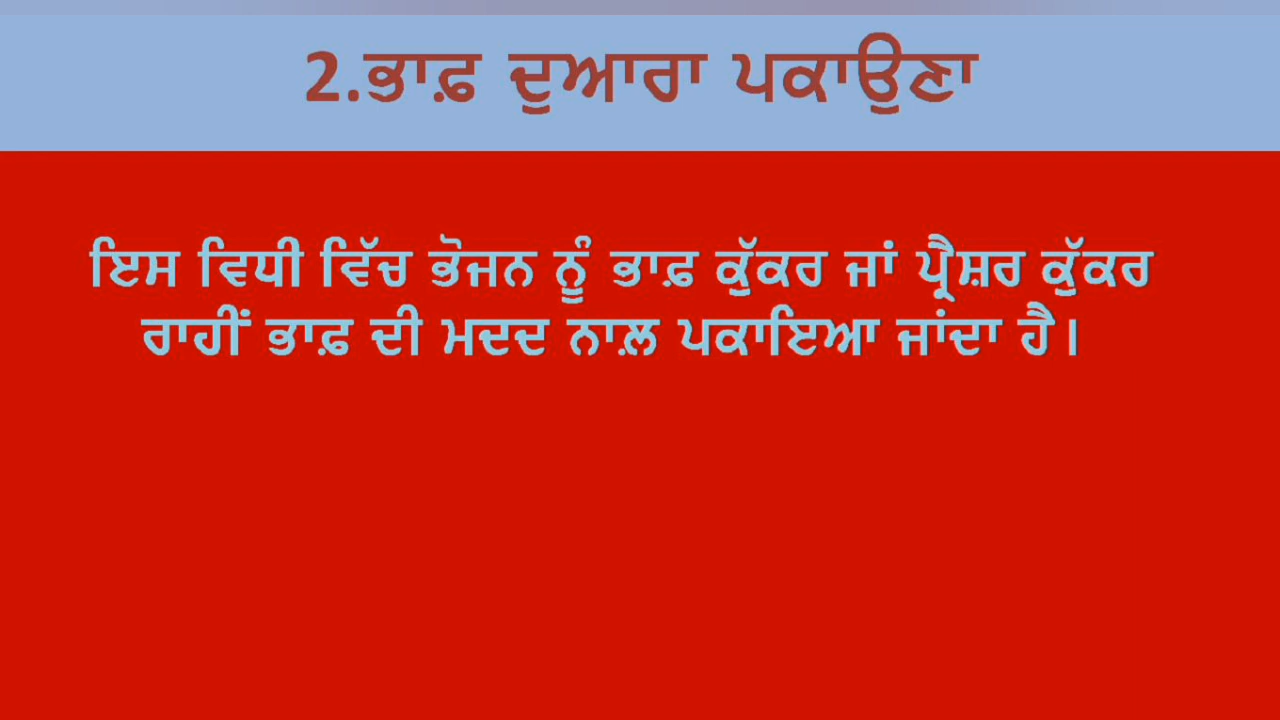 2.ਭਾਫ਼ ਦੁਆਰਾ ਪਕਾਉਣਾ
ਇਸ ਵਿਧੀ ਵਿੱਚ ਭੋਜਨ ਨੂੰ ਭਾਫ਼ ਕੁੱਕਰ ਜਾਂ ਪ੍ਰੈਸ਼ਰ ਕੁੱਕਰ
ਰਾਹੀਂ ਭਾਫ਼ ਦੀ ਮਦਦ ਨਾਲ਼ ਪਕਾਇਆ ਜਾਂਦਾ ਹੈ।